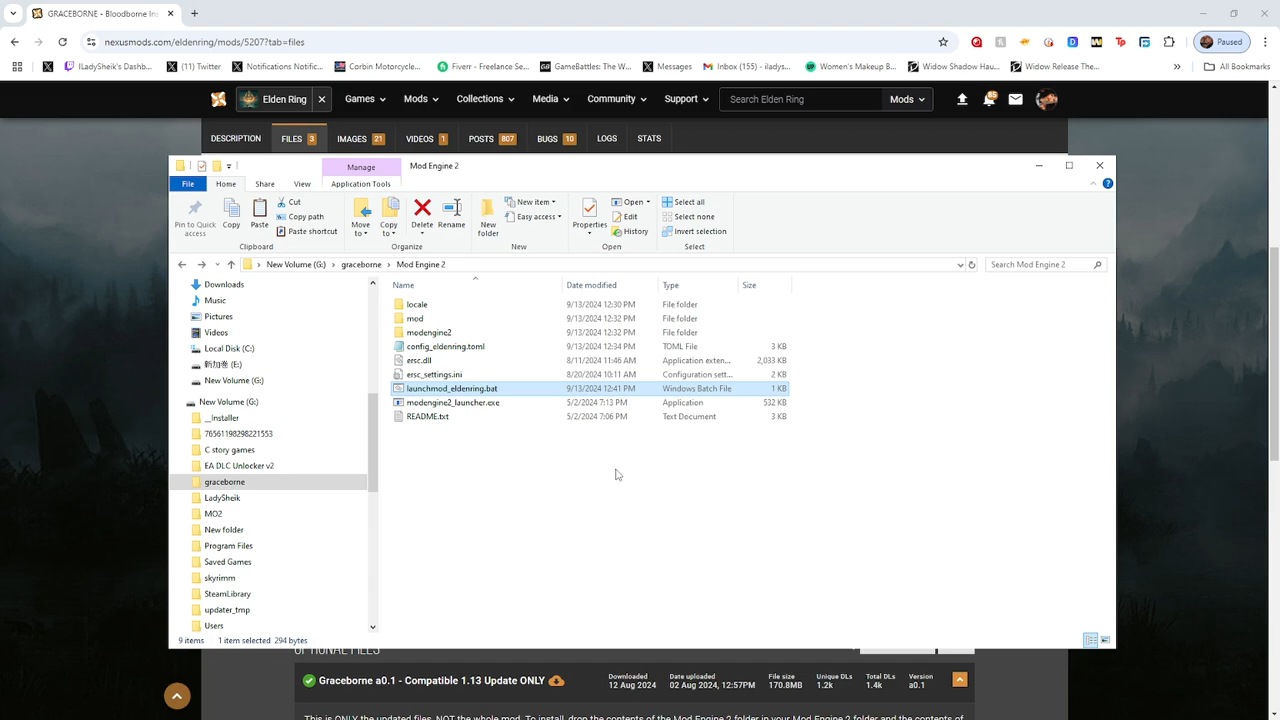 GRACEBORNE - Bloodborne Ins
nexusmods.com/eldenring/mods/5207?tab=files
Paused
ILadySheik's Dashb...
(11) Twitter
Notifications Notific...
Corbin Motorcycle...
Fiverr - Freelance Se...
GameBattles: The W...
Messages
Inbox (155) - iladys...
Women's Makeup B...
Widow Shadow Hau...
Widow Release The...
All Bookmarks
Elden Ring
Games
Mods
Collections
Media
Community
Support
Search Elden Ring
Mods
85
DESCRIPTION
FILES 3
IMAGES 21
VIDEOS 1
POSTS 807
BUGS 10
LOGS
STATS
Manage
Mod Engine 2
File
Home
Share
View
Application Tools
Pin to Quick access
Copy
Paste
Cut
Copy path
Paste shortcut
Clipboard
Move to
Copy to
Delete
Rename
Organize
New folder
New item
Easy access
New
Properties
Open
Edit
History
Open
Select all
Select none
Invert selection
Select
New Volume (G:) > graceborne > Mod Engine 2
Search Mod Engine 2
Downloads
Music
Pictures
Videos
Local Disk (C:)
新加卷 (E:)
New Volume (G:)
New Volume (G:)
__Installer
76561198298221553
C story games
EA DLC Unlocker v2
graceborne
LadySheik
MO2
New folder
Program Files
Saved Games
skyrimm
SteamLibrary
updater_tmp
Users
Name Date modified Type Size
locale 9/13/2024 12:30 PM File folder
mod 9/13/2024 12:32 PM File folder
modengine2 9/13/2024 12:32 PM File folder
config_eldenring.toml 9/13/2024 12:34 PM TOML File 3 KB
ersc.dll 8/11/2024 11:46 AM Application exten... 2,033 KB
ersc_settings.ini 8/20/2024 10:11 AM Configuration sett... 2 KB
launchmod_eldenring.bat 9/13/2024 12:41 PM Windows Batch File 1 KB
modengine2_launcher.exe 5/2/2024 7:13 PM Application 532 KB
README.txt 5/2/2024 7:06 PM Text Document 3 KB
9 items 1 item selected 294 bytes
OPTIONAL FILES
Graceborne a0.1 - Compatible 1.13 Update ONLY
Downloaded
12 Aug 2024
Date uploaded
02 Aug 2024, 12:57PM
File size
170.8MB
Unique DLs
1.2k
Total DLs
1.4k
Version
a0.1
This is ONLY the updated files, NOT the whole mod. To install, drop the contents of the Mod Engine 2 folder in your Mod Engine 2 folder and the contents of